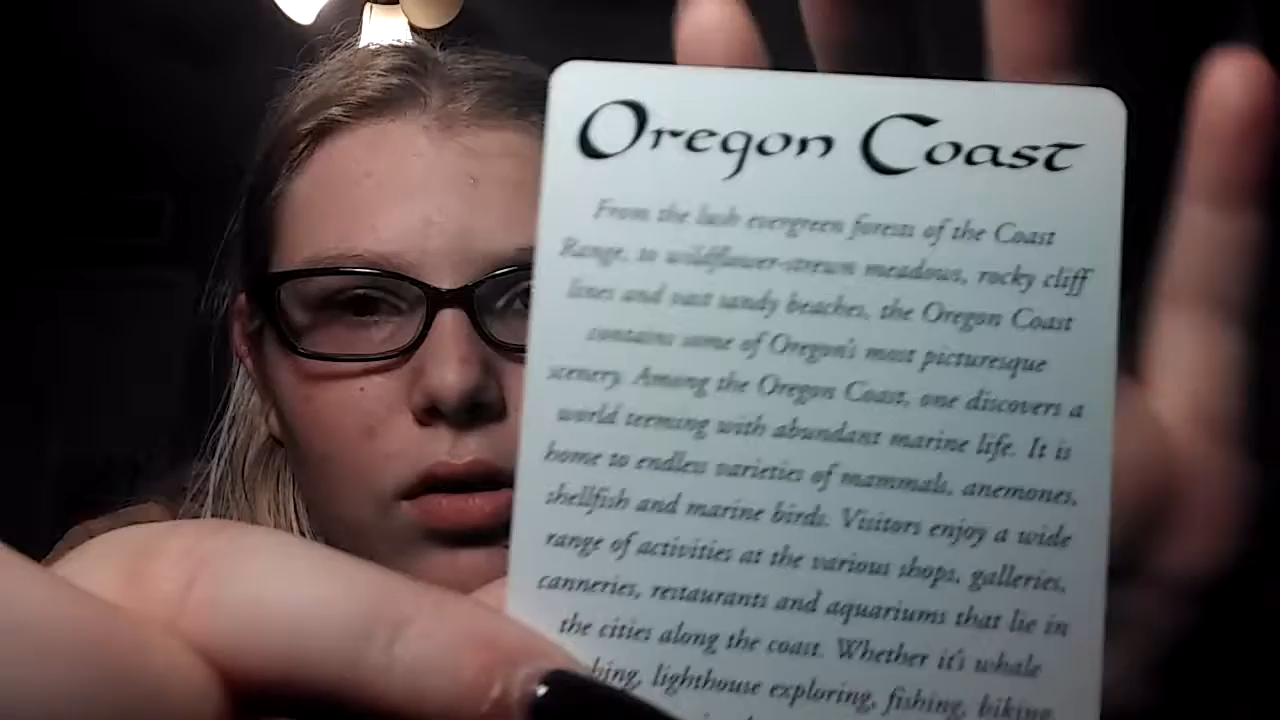 Oregon Coast
From the lush evergreen forests of the Coast
Range, to wildflower-strewn meadows, rocky cliff
lines and vast sandy beaches, the Oregon Coast
contains some of Oregon's most picturesque
scenery. Among the Oregon Coast, one discovers a
world teeming with abundant marine life. It is
home to endless varieties of mammals, anemones,
shellfish and marine birds. Visitors enjoy a wide
range of activities at the various shops, galleries,
canneries, restaurants and aquariums that lie in
the cities along the coast. Whether it's whale
hing, lighthouse exploring, fishing, biking